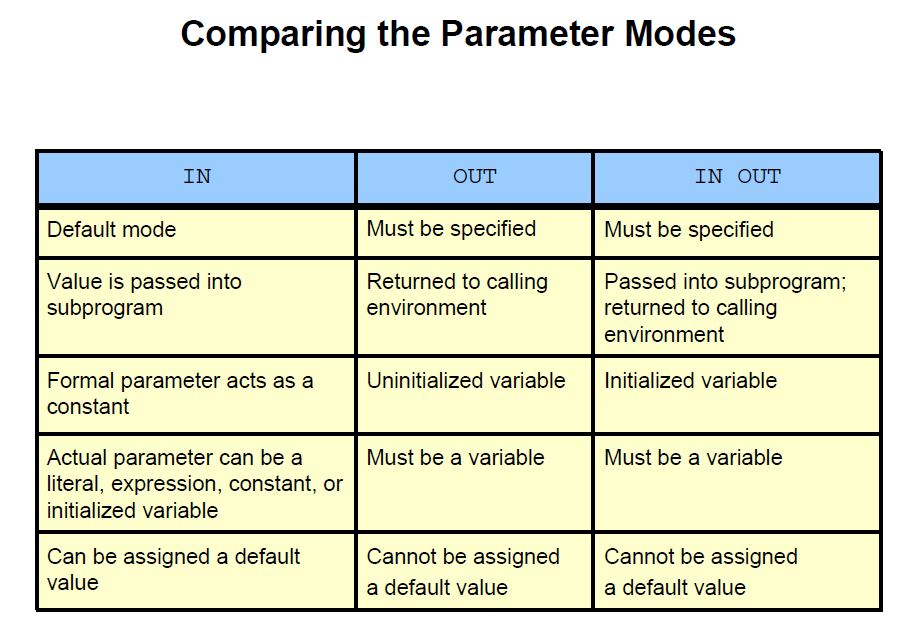 Comparing the Parameter Modes
IN
OUT
IN OUT
Default mode
Must be specified
Must be specified
Value is passed into
subprogram
Returned to calling
environment
Passed into subprogram;
returned to calling
environment
Formal parameter acts as a
constant
Uninitialized variable
Initialized variable
Actual parameter can be a
literal, expression, constant, or
initialized variable
Must be a variable
Must be a variable
Can be assigned a default
value
Cannot be assigned
a default value
Cannot be assigned
a default value